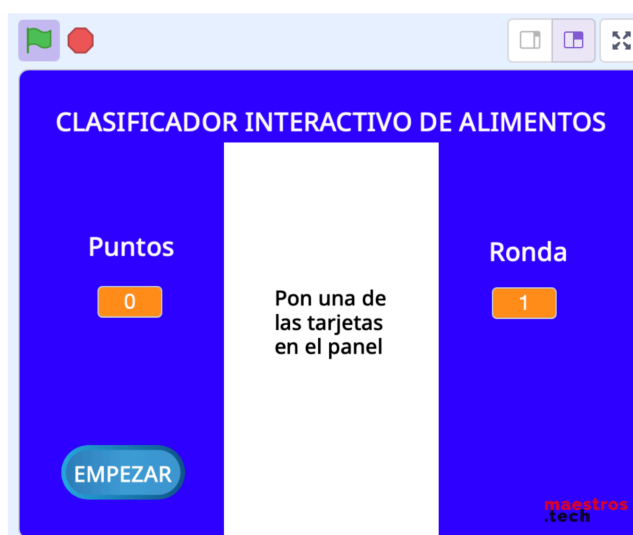 CLASIFICADOR INTERACTIVO DE ALIMENTOS
Puntos
0
Pon una de
las tarjetas
en el panel
Ronda
1
EMPEZAR
maestros
.tech